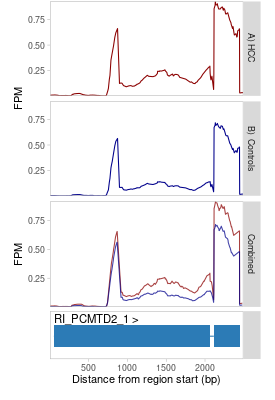 0.75
0.50
0.25
FPM
A) HCC
0.75
0.50
0.25
FPM
B) Controls
0.75
0.50
0.25
FPM
Combined
RI_PCMTD2_1 >
500 1000 1500 2000
Distance from region start (bp)